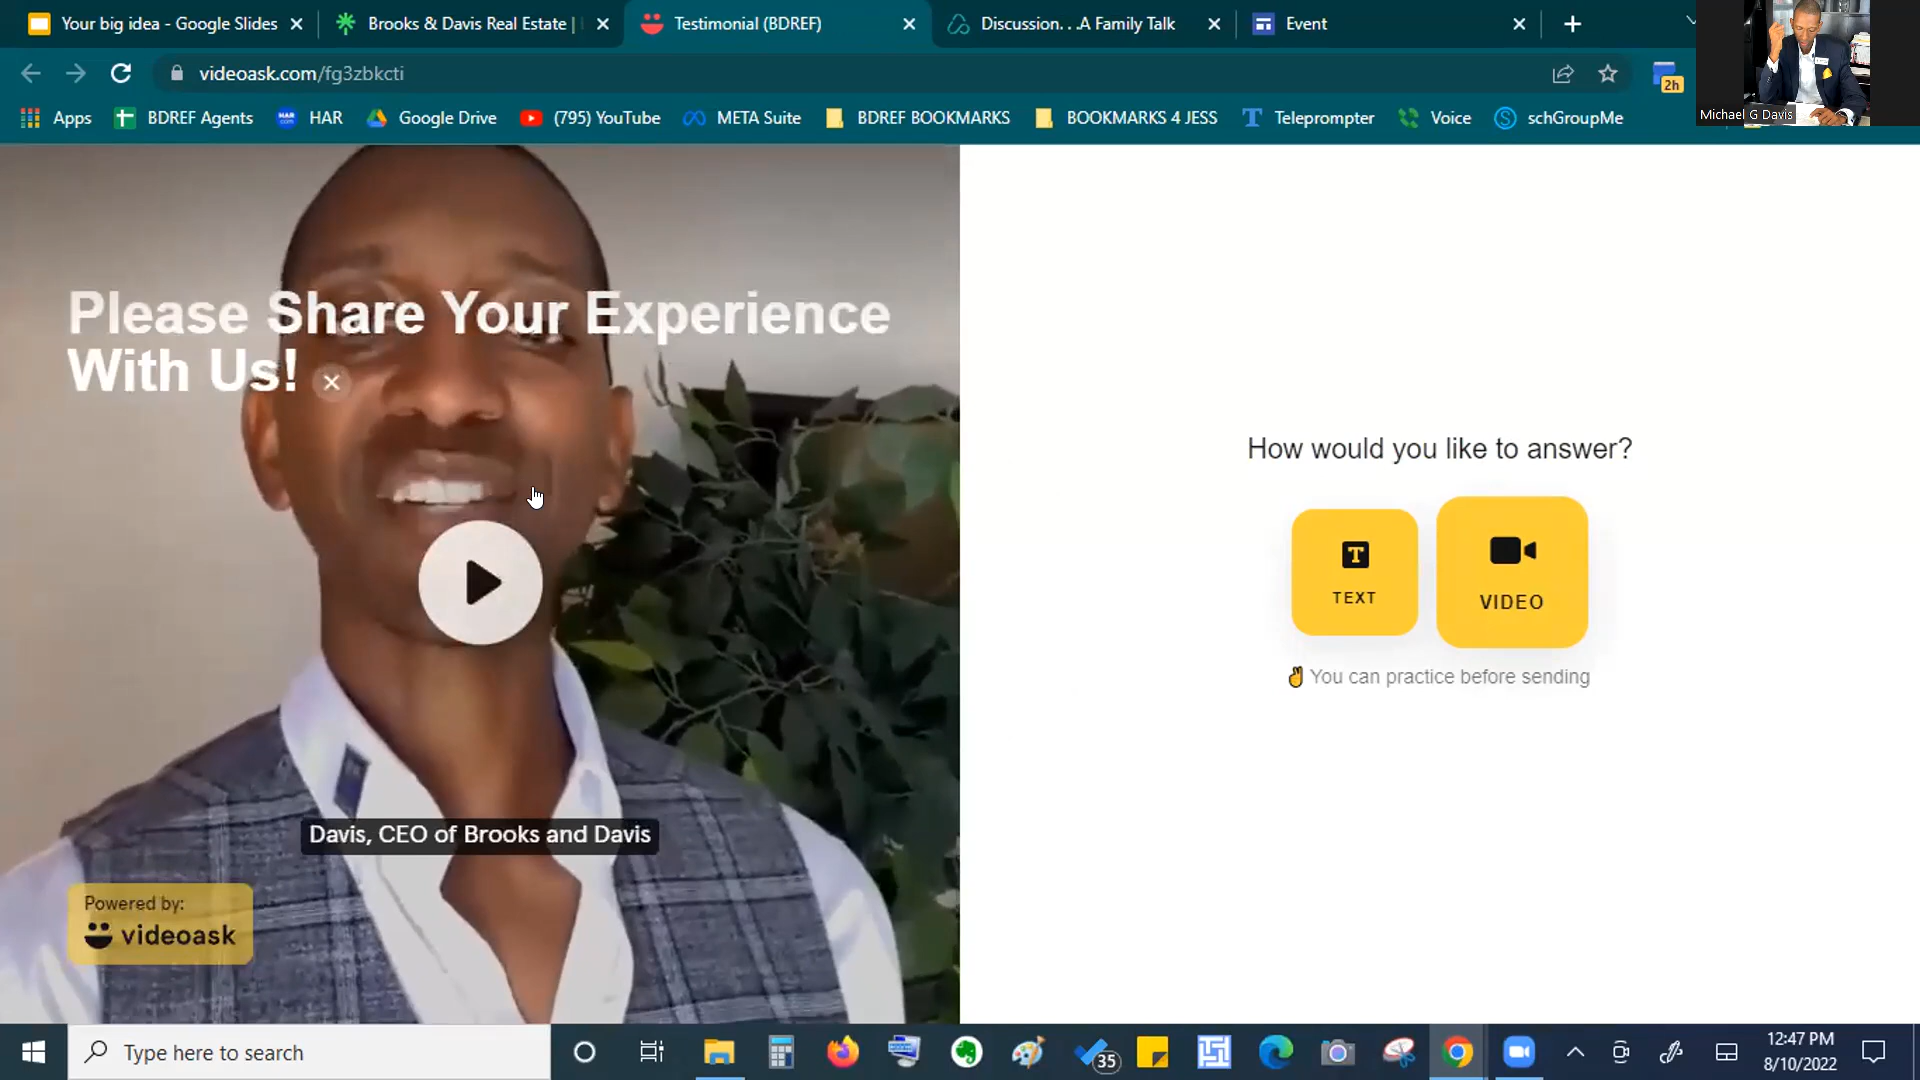 Your big idea - Google Slides
Brooks & Davis Real Estate |
Testimonial (BDREF)
Discussion. . .A Family Talk
Event
videoask.com/fg3zbkcti
2h
Apps
BDREF Agents
HAR
Google Drive
(795) YouTube
META Suite
BDREF BOOKMARKS
BOOKMARKS 4 JESS
Teleprompter
Voice
schGroupMe
Michael G Davis
Please Share Your Experience
With Us!
Davis, CEO of Brooks and Davis
Powered by:
videoask
How would you like to answer?
TEXT
VIDEO
You can practice before sending
Type here to search
35
12:47 PM
8/10/2022